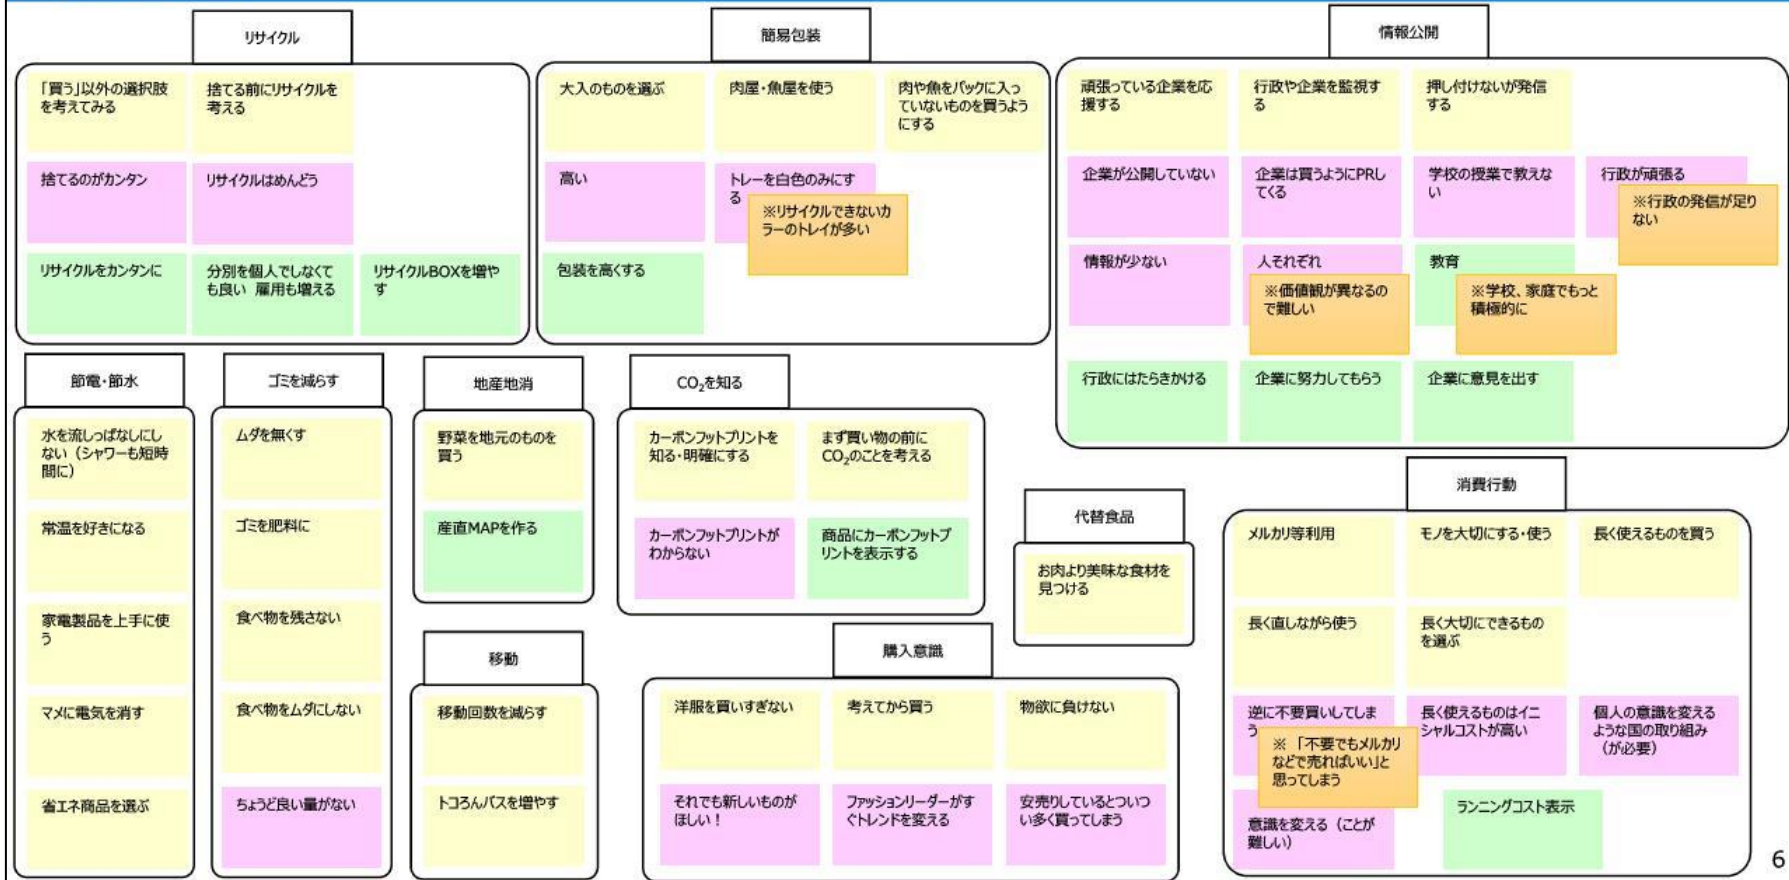 リサイクル
「買う」以外の選択肢
を考えてみる
捨てる前にリサイクルを
考える
捨てるのがカンタン
リサイクルはめんどう
リサイクルをカンタンに
分別を個人でしなくて
も良い 雇用も増える
リサイクルBOXを増や
す
簡易包装
大入のものを選ぶ
肉屋・魚屋を使う
肉や魚をパックに入っ
ていないものを買うよう
にする
高い
トレーを白色のみにす
る
※リサイクルできないカ
ラーのトレイが多い
包装を高くする
情報公開
頑張っている企業を応
援する
行政や企業を監視す
る
押し付けないが発信
する
企業が公開していない
企業は買うようにPRし
てくる
学校の授業で教えな
い
行政が頑張る
※行政の発信が足り
ない
情報が少ない
人それぞれ
※価値観が異なるの
で難しい
教育
※学校、家庭でもっと
積極的に
行政にはたらきかける
企業に努力してもらう
企業に意見を出す
節電・節水
水を流しっぱなしにし
ない（シャワーも短時
間に）
常温を好きになる
家電製品を上手に使
う
マメに電気を消す
省エネ商品を選ぶ
ゴミを減らす
ムダを無くす
ゴミを肥料に
食べ物を残さない
食べ物をムダにしない
ちょうど良い量がない
地産地消
野菜を地元のものを
買う
産直MAPを作る
移動
移動回数を減らす
トコろんバスを増やす
CO₂を知る
カーボンフットプリントを
知る・明確にする
まず買い物の前に
CO₂のことを考える
カーボンフットプリントが
わからない
商品にカーボンフットプ
リントを表示する
代替食品
お肉より美味な食材を
見つける
購入意識
洋服を買いすぎない
考えてから買う
物欲に負けない
それでも新しいものが
ほしい！
ファッションリーダーがす
ぐトレンドを変える
安売りしているとついつ
い多く買ってしまう
消費行動
メルカリ等利用
モノを大切にする・使う
長く使えるものを買う
長く直しながら使う
長く大切にできるもの
を選ぶ
逆に不要買いしてしま
う
※ 「不要でもメルカリ
などで売ればいい」と
思ってしまう
長く使えるものはイニ
シャルコストが高い
個人の意識を変える
ような国の取り組み
（が必要）
意識を変える（ことが
難しい）
ランニングコスト表示
6